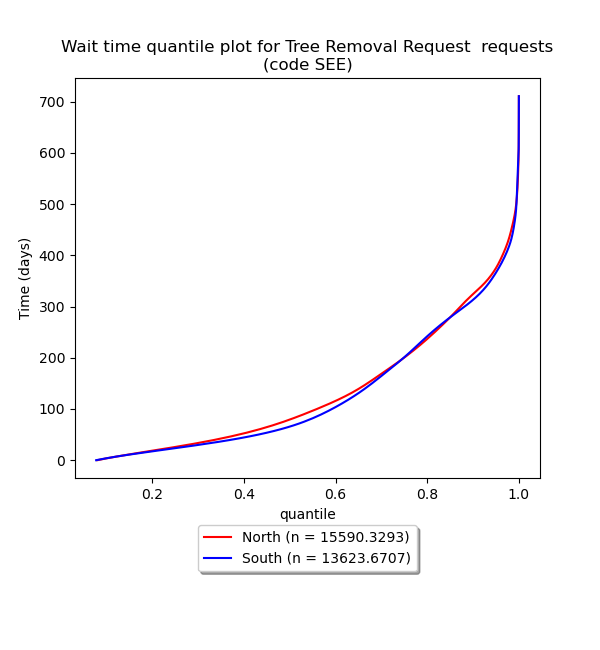 Wait time quantile plot for Tree Removal Request  requests
(code SEE)
700
600
500
400
300
200
100
0
Time (days)
0.2 0.4 0.6 0.8 1.0
quantile
North (n = 15590.3293)
South (n = 13623.6707)